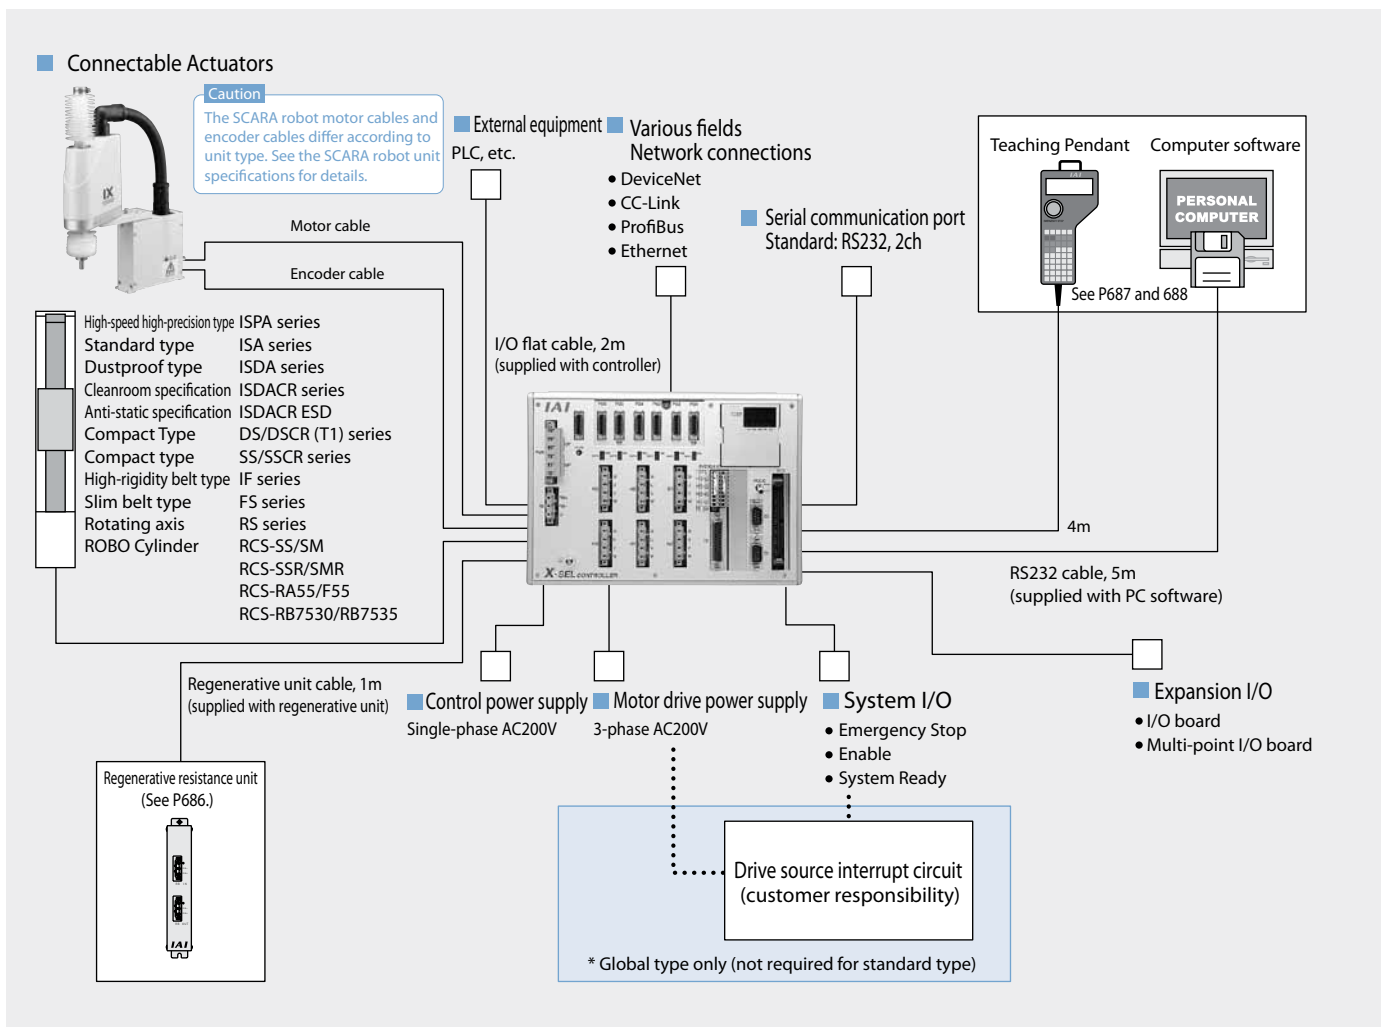 Connectable Actuators
Caution
The SCARA robot motor cables and
encoder cables differ according to
unit type. See the SCARA robot unit
specifications for details.
External equipment
PLC, etc.
Various fields
Network connections
• DeviceNet
• CC-Link
• ProfiBus
• Ethernet
Serial communication port
Standard: RS232, 2ch
Teaching Pendant
Computer software
IAI
PERSONAL
COMPUTER
See P687 and 688
IX
Motor cable
Encoder cable
High-speed high-precision type ISPA series
Standard type ISA series
Dustproof type ISDA series
Cleanroom specification ISDACR series
Anti-static specification ISDACR ESD
Compact Type DS/DSCR (T1) series
Compact type SS/SSCR series
High-rigidity belt type IF series
Slim belt type FS series
Rotating axis RS series
ROBO Cylinder RCS-SS/SM
RCS-SSR/SMR
RCS-RA55/F55
RCS-RB7530/RB7535
I/O flat cable, 2m
(supplied with controller)
IAI
X-SEL CONTROLLER
4m
RS232 cable, 5m
(supplied with PC software)
Regenerative unit cable, 1m
(supplied with regenerative unit)
Control power supply
Single-phase AC200V
Motor drive power supply
3-phase AC200V
System I/O
• Emergency Stop
• Enable
• System Ready
Expansion I/O
• I/O board
• Multi-point I/O board
Regenerative resistance unit
(See P686.)
IAI
Drive source interrupt circuit
(customer responsibility)
* Global type only (not required for standard type)